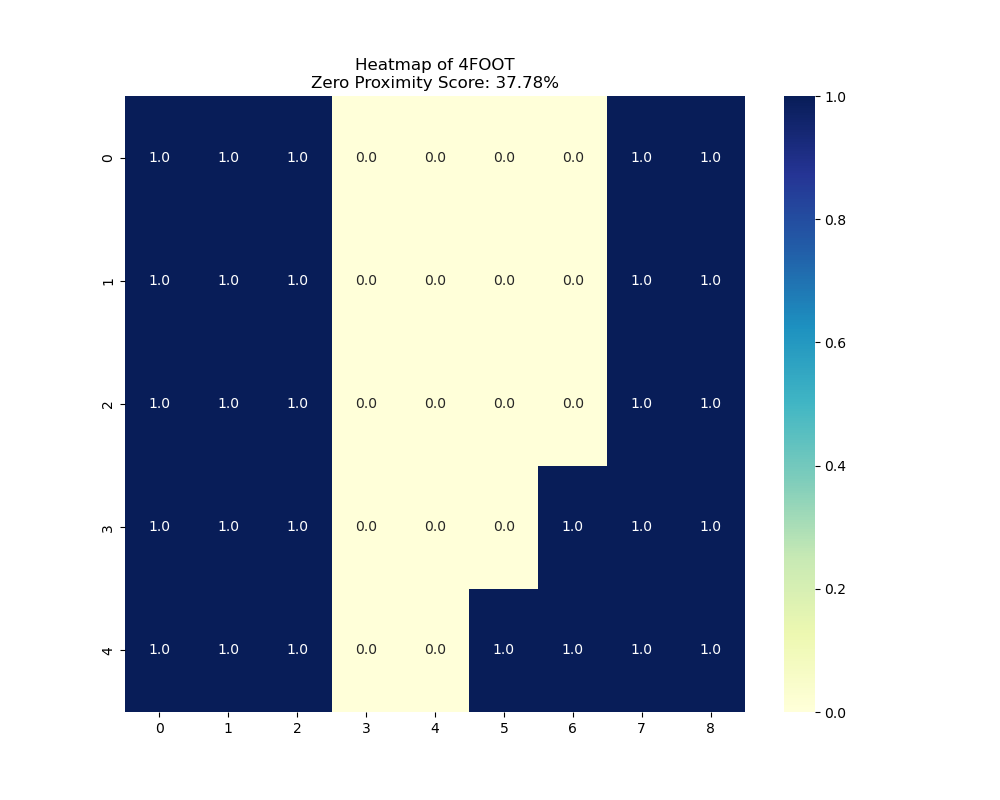 Heatmap of 4FOOT
Zero Proximity Score: 37.78%
0 1.0 1.0 1.0 0.0 0.0 0.0 0.0 1.0 1.0
1 1.0 1.0 1.0 0.0 0.0 0.0 0.0 1.0 1.0
2 1.0 1.0 1.0 0.0 0.0 0.0 0.0 1.0 1.0
3 1.0 1.0 1.0 0.0 0.0 0.0 1.0 1.0 1.0
4 1.0 1.0 1.0 0.0 0.0 1.0 1.0 1.0 1.0
0 1 2 3 4 5 6 7 8
1.0
0.8
0.6
0.4
0.2
0.0